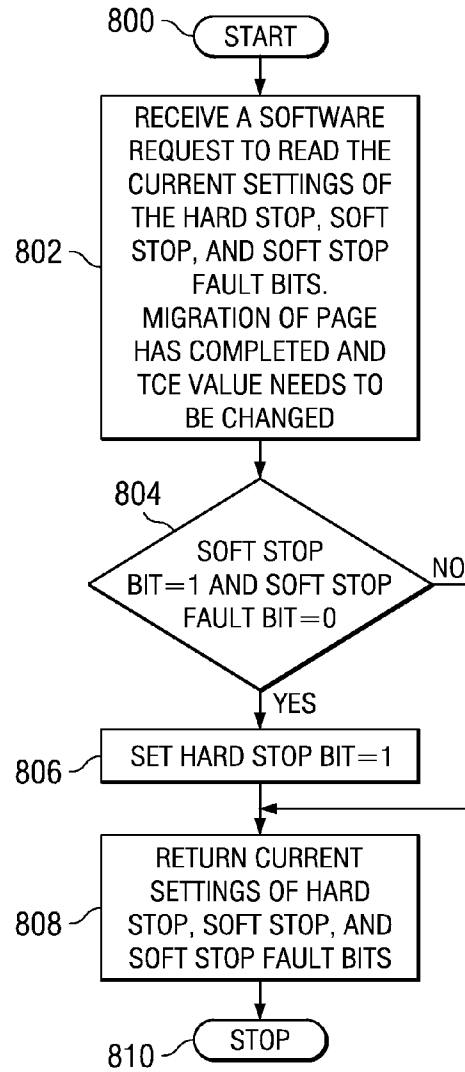 800
START
802
RECEIVE A SOFTWARE
REQUEST TO READ THE
CURRENT SETTINGS OF
THE HARD STOP, SOFT
STOP, AND SOFT STOP
FAULT BITS.
MIGRATION OF PAGE
HAS COMPLETED AND
TCE VALUE NEEDS TO
BE CHANGED
804
SOFT STOP
BIT=1 AND SOFT STOP
FAULT BIT=0
NO
YES
806
SET HARD STOP BIT=1
808
RETURN CURRENT
SETTINGS OF HARD
STOP, SOFT STOP, AND
SOFT STOP FAULT BITS
810
STOP